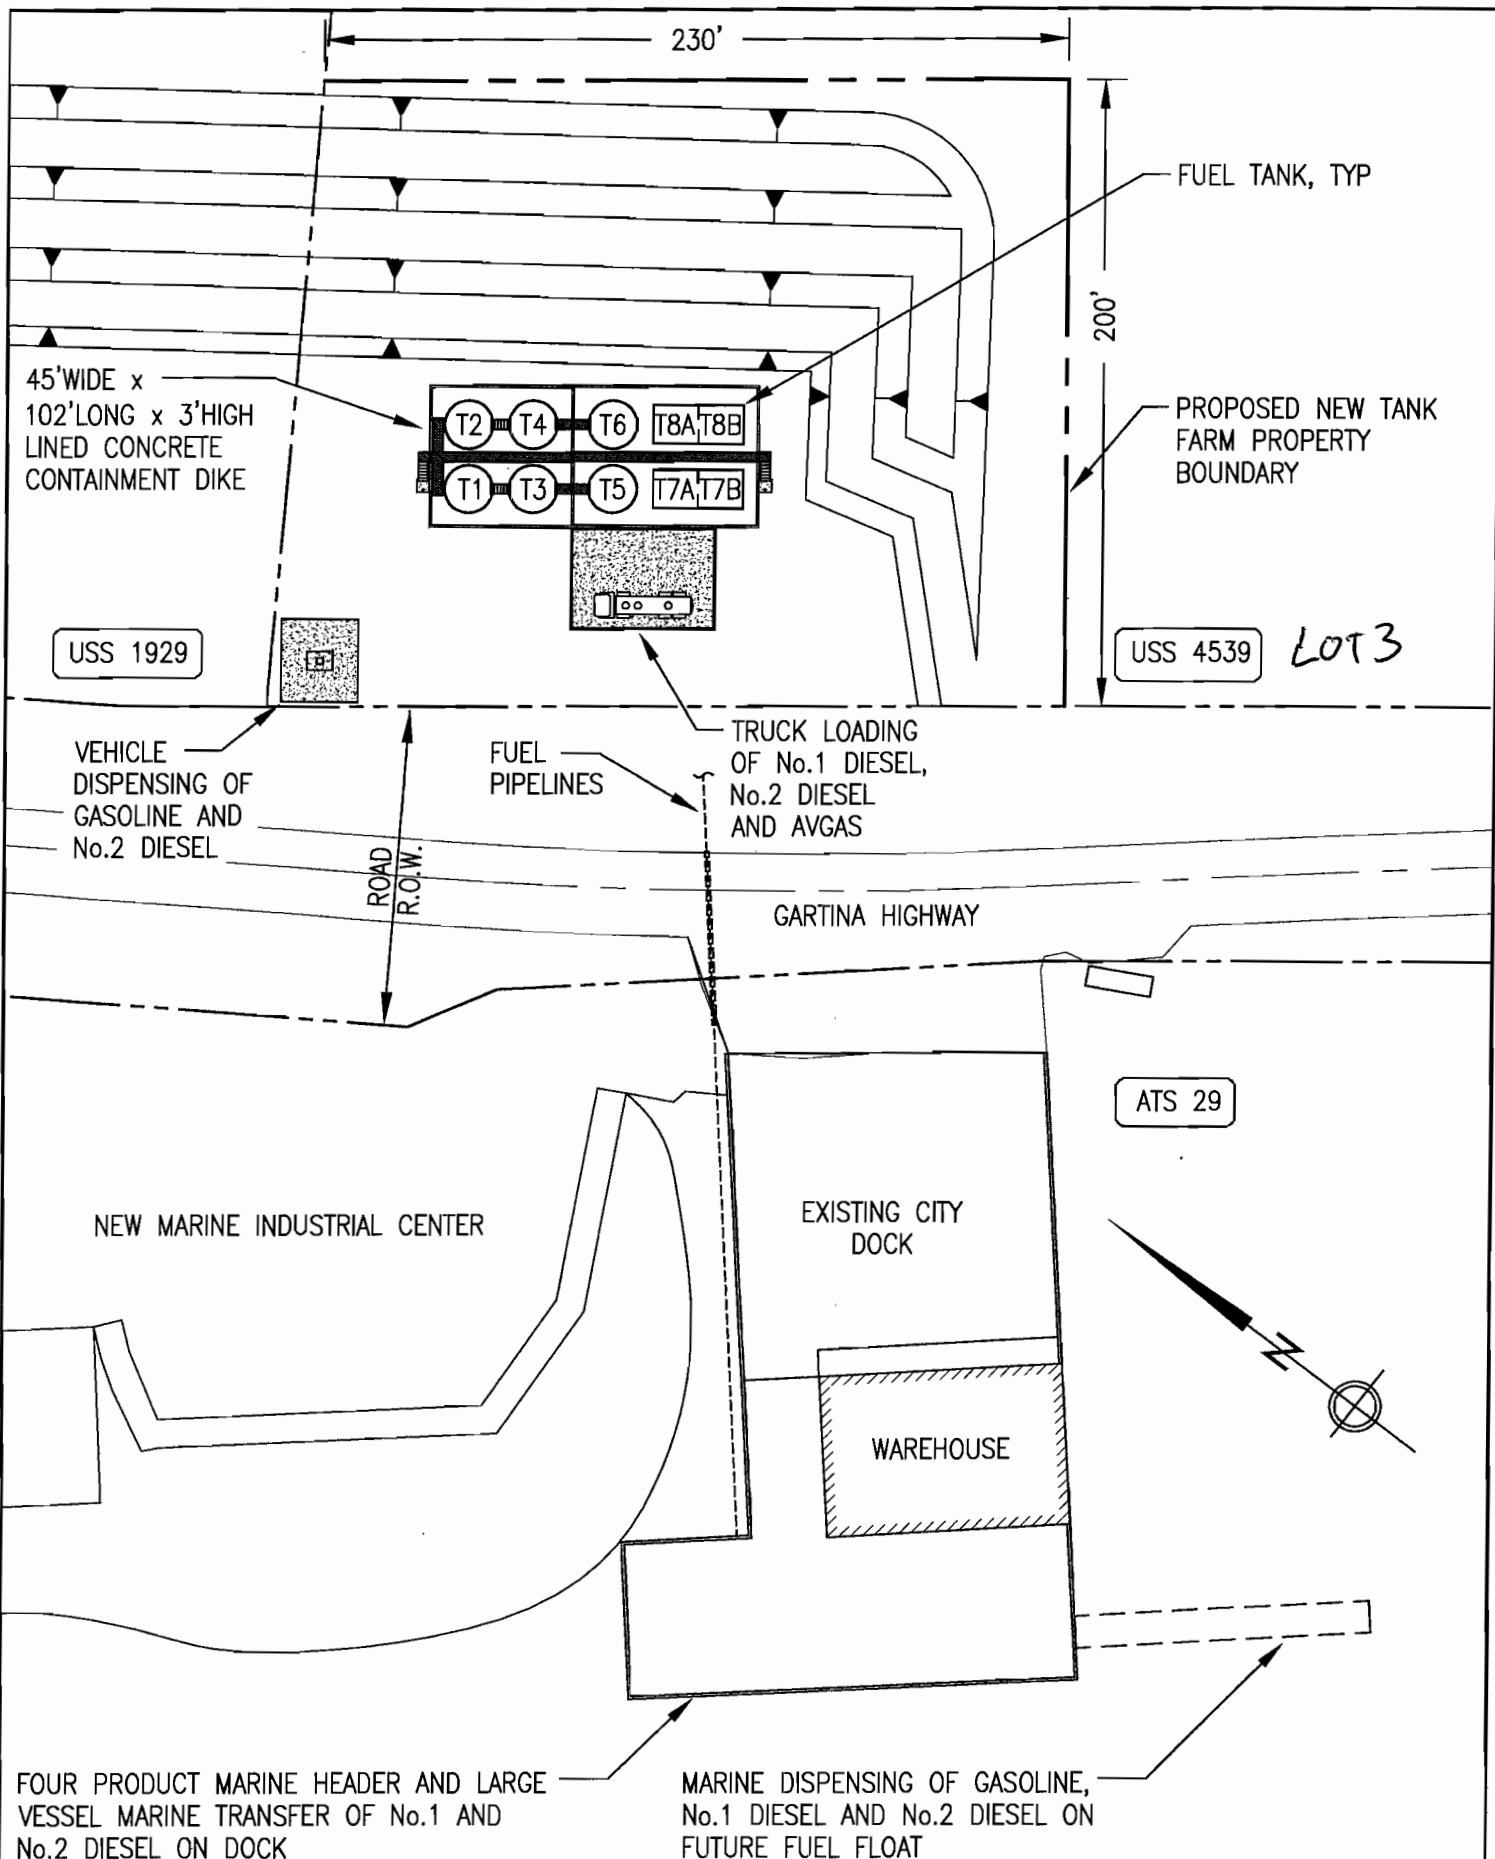 230'
FUEL TANK, TYP
200'
45'WIDE x
102'LONG x 3'HIGH
LINED CONCRETE
CONTAINMENT DIKE
T2
T4
T6
T8A
T8B
T1
T3
T5
T7A
T7B
PROPOSED NEW TANK
FARM PROPERTY
BOUNDARY
USS 1929
USS 4539
LOT 3
VEHICLE
DISPENSING OF
GASOLINE AND
No.2 DIESEL
FUEL
PIPELINES
TRUCK LOADING
OF No.1 DIESEL,
No.2 DIESEL
AND AVGAS
ROAD
R.O.W.
GARTINA HIGHWAY
ATS 29
NEW MARINE INDUSTRIAL CENTER
EXISTING CITY
DOCK
N
WAREHOUSE
FOUR PRODUCT MARINE HEADER AND LARGE
VESSEL MARINE TRANSFER OF No.1 AND
No.2 DIESEL ON DOCK
MARINE DISPENSING OF GASOLINE,
No.1 DIESEL AND No.2 DIESEL ON
FUTURE FUEL FLOAT